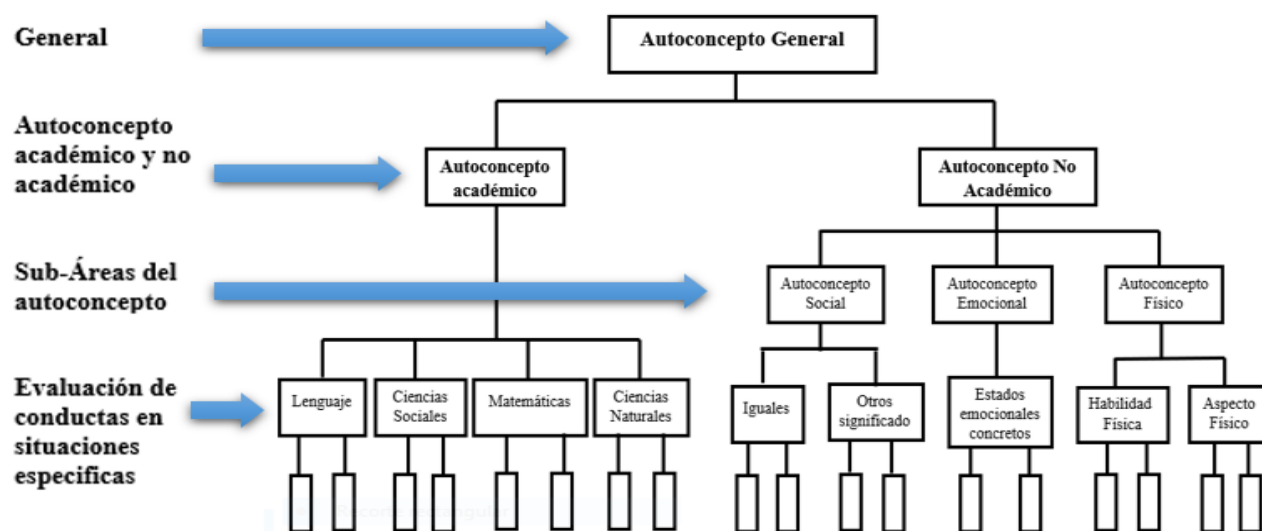 General
Autoconcepto General
Autoconcepto
académico y no
académico
Autoconcepto
académico
Autoconcepto No
Académico
Sub-Áreas del
autoconcepto
Autoconcepto
Social
Autoconcepto
Emocional
Autoconcepto
Físico
Evaluación de
conductas en
situaciones
especificas
Lenguaje
Ciencias
Sociales
Matemáticas
Ciencias
Naturales
Iguales
Otros
significado
Estados
emocionales
concretos
Habilidad
Física
Aspecto
Físico
Recorte rectangular